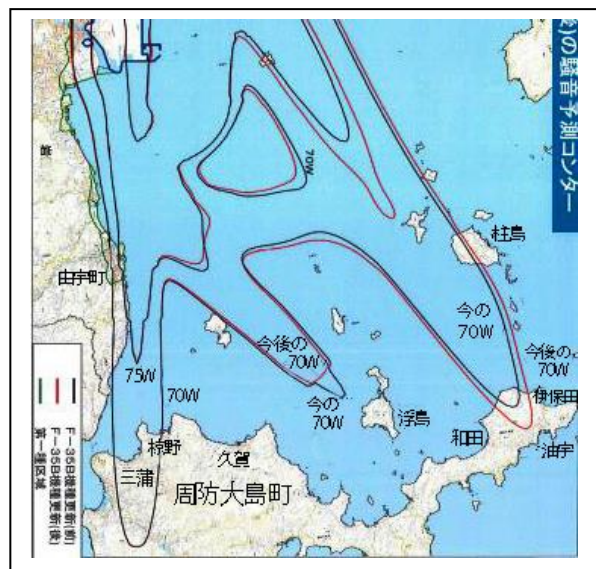 )の騒音予測コンター
70W
柱島
由宇町
今の
70W
今後の
70W
今後の
70W
75W
70W
今の
70W
伊保田
浮島
和田
油宇
椋野
久賀
三蒲
周防大島町
F-35B機種更新(前)
F-35B機種更新(後)
第一種区域